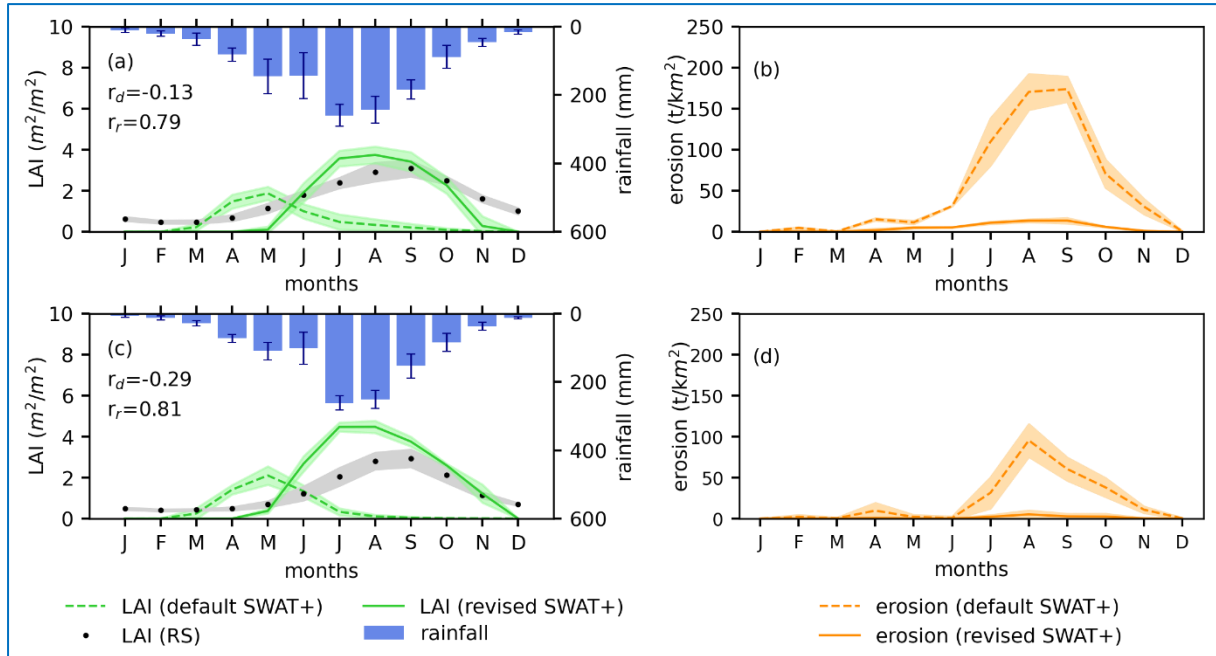 (a)
r_d=-0.13
r_r=0.79
LAI (m²/m²)
10
8
6
4
2
0
0
200
400
600
rainfall (mm)
J F M A M J J A S O N D
months
(b)
erosion (t/km²)
250
200
150
100
50
0
J F M A M J J A S O N D
months
(c)
r_d=-0.29
r_r=0.81
LAI (m²/m²)
10
8
6
4
2
0
0
200
400
600
rainfall (mm)
J F M A M J J A S O N D
months
(d)
erosion (t/km²)
250
200
150
100
50
0
J F M A M J J A S O N D
months
LAI (default SWAT+)
LAI (revised SWAT+)
LAI (RS)
rainfall
erosion (default SWAT+)
erosion (revised SWAT+)